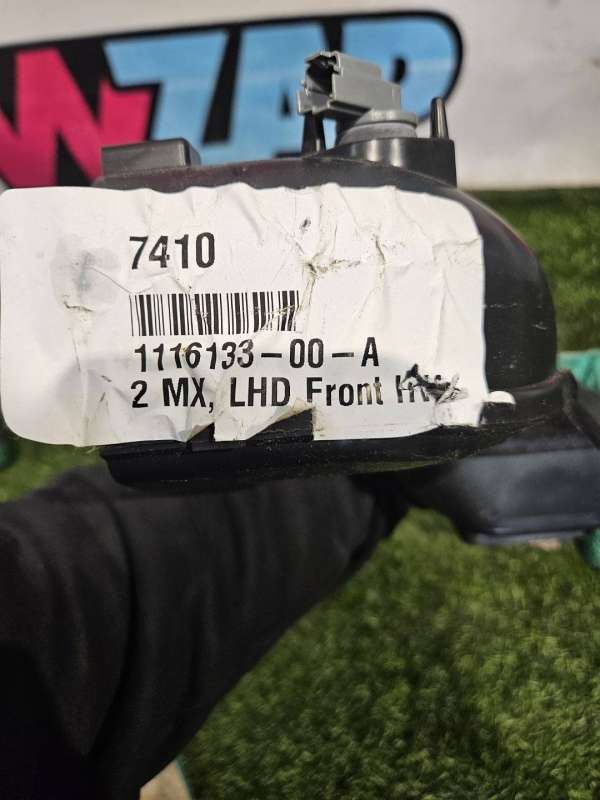 7410
1116133-00-A
2 MX, LHD Front